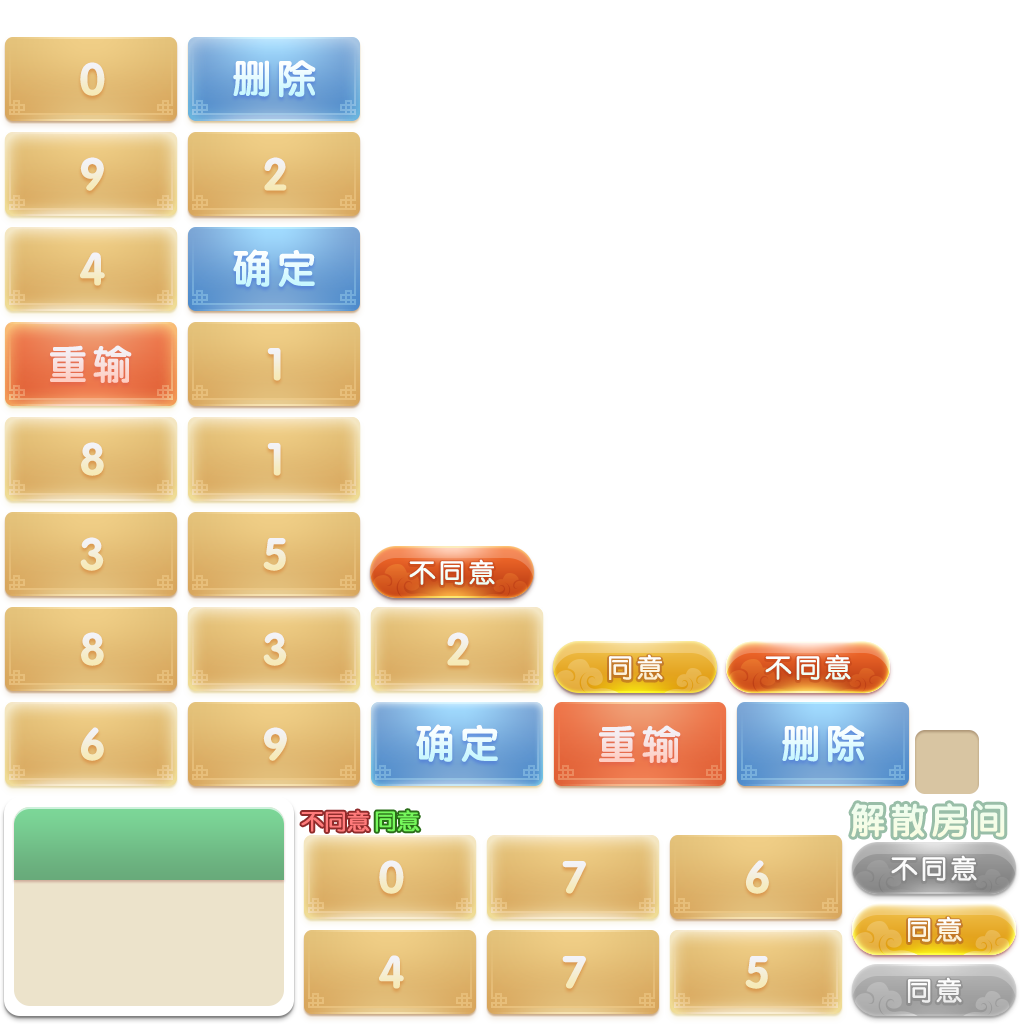 0 删除
9 2
4 确定
重输 1
8 1
3 5 不同意
8 3 2 同意 不同意
6 9 确定 重输 删除
不同意 同意 解散房间
0 7 6 不同意
同意
4 7 5 同意